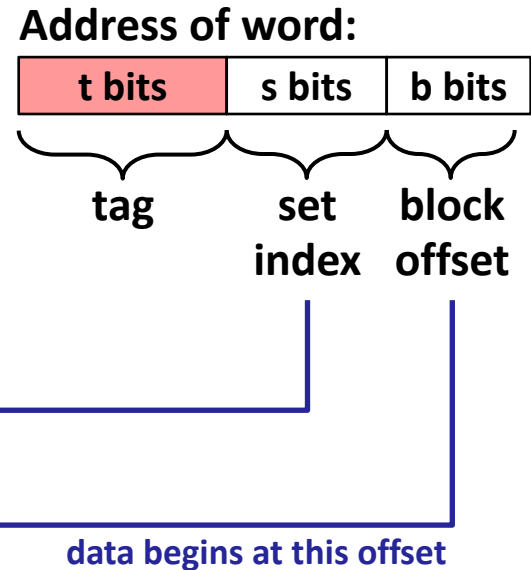 Address of word:
t bits s bits b bits
tag set block
index offset
data begins at this offset